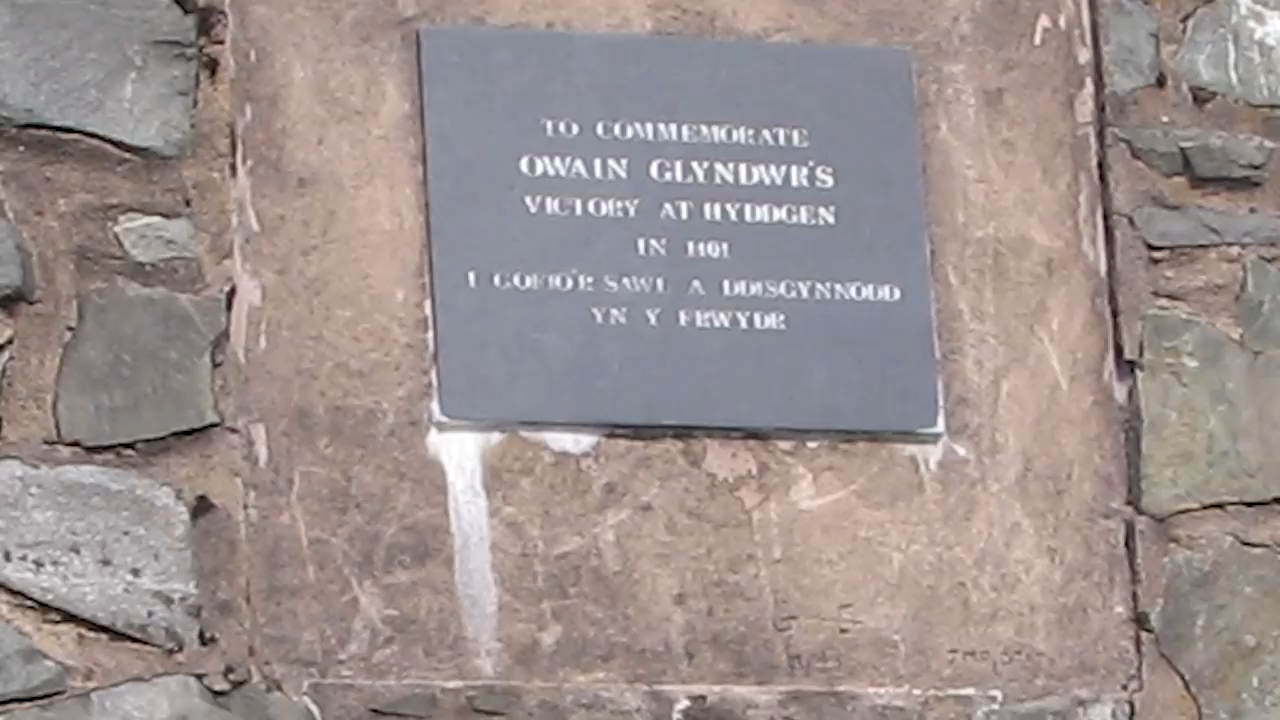 TO COMMEMORATE
OWAIN GLYNDWR'S
VICTORY AT HYDDGEN
IN 1401
I GOFIO'R SAWL A DDISGYNNODD
YN Y FRWYDR